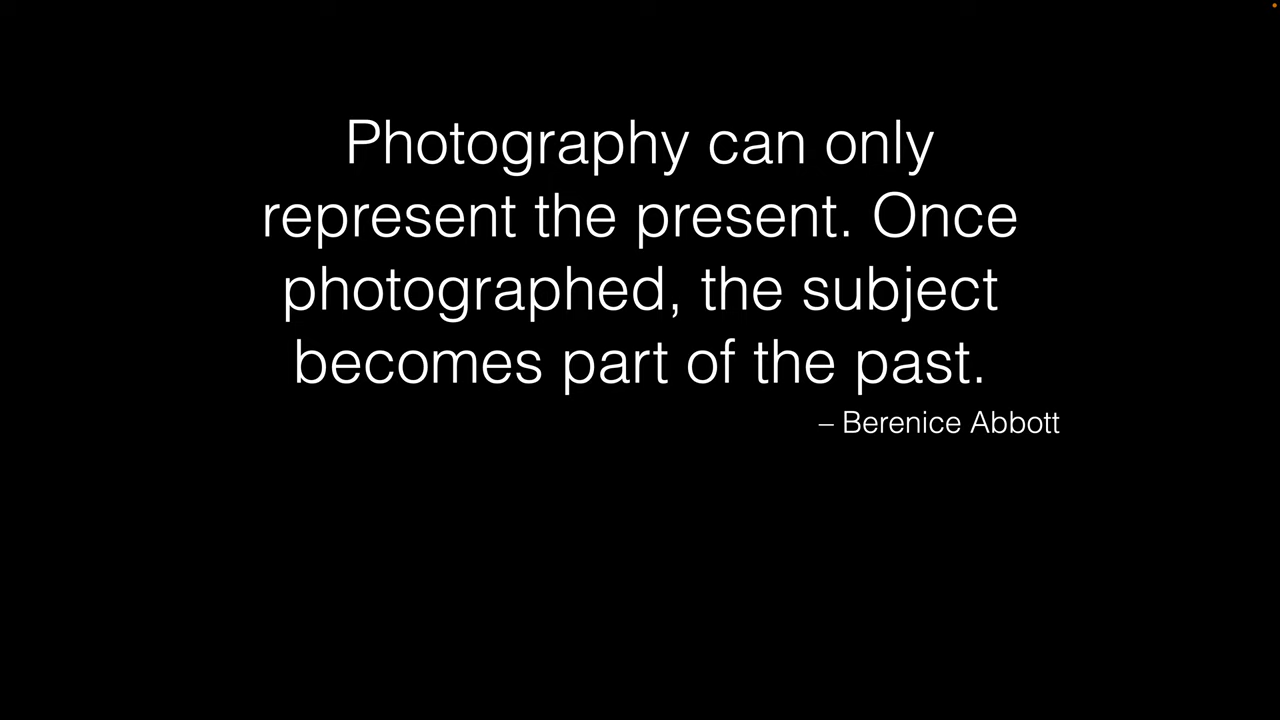 Photography can only
represent the present. Once
photographed, the subject
becomes part of the past.
– Berenice Abbott